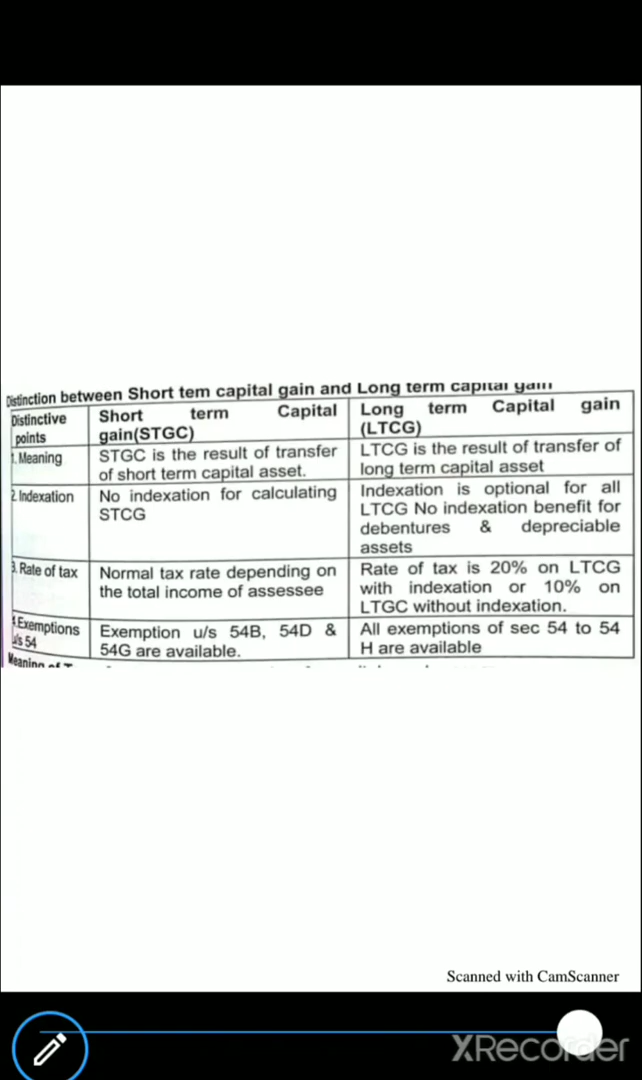 Distinction between Short tem capital gain and Long term capital gain
Distinctive points
Short term Capital gain(STGC)
Long term Capital gain (LTCG)
1. Meaning
STGC is the result of transfer
of short term capital asset.
LTCG is the result of transfer of
long term capital asset
2. Indexation
No indexation for calculating
STCG
Indexation is optional for all
LTCG No indexation benefit for
debentures & depreciable
assets
3. Rate of tax
Normal tax rate depending on
the total income of assessee
Rate of tax is 20% on LTCG
with indexation or 10% on
LTGC without indexation.
4.Exemptions
u/s 54
Exemption u/s 54B, 54D &
54G are available.
All exemptions of sec 54 to 54
H are available
Meaning of
Scanned with CamScanner
XRecorder